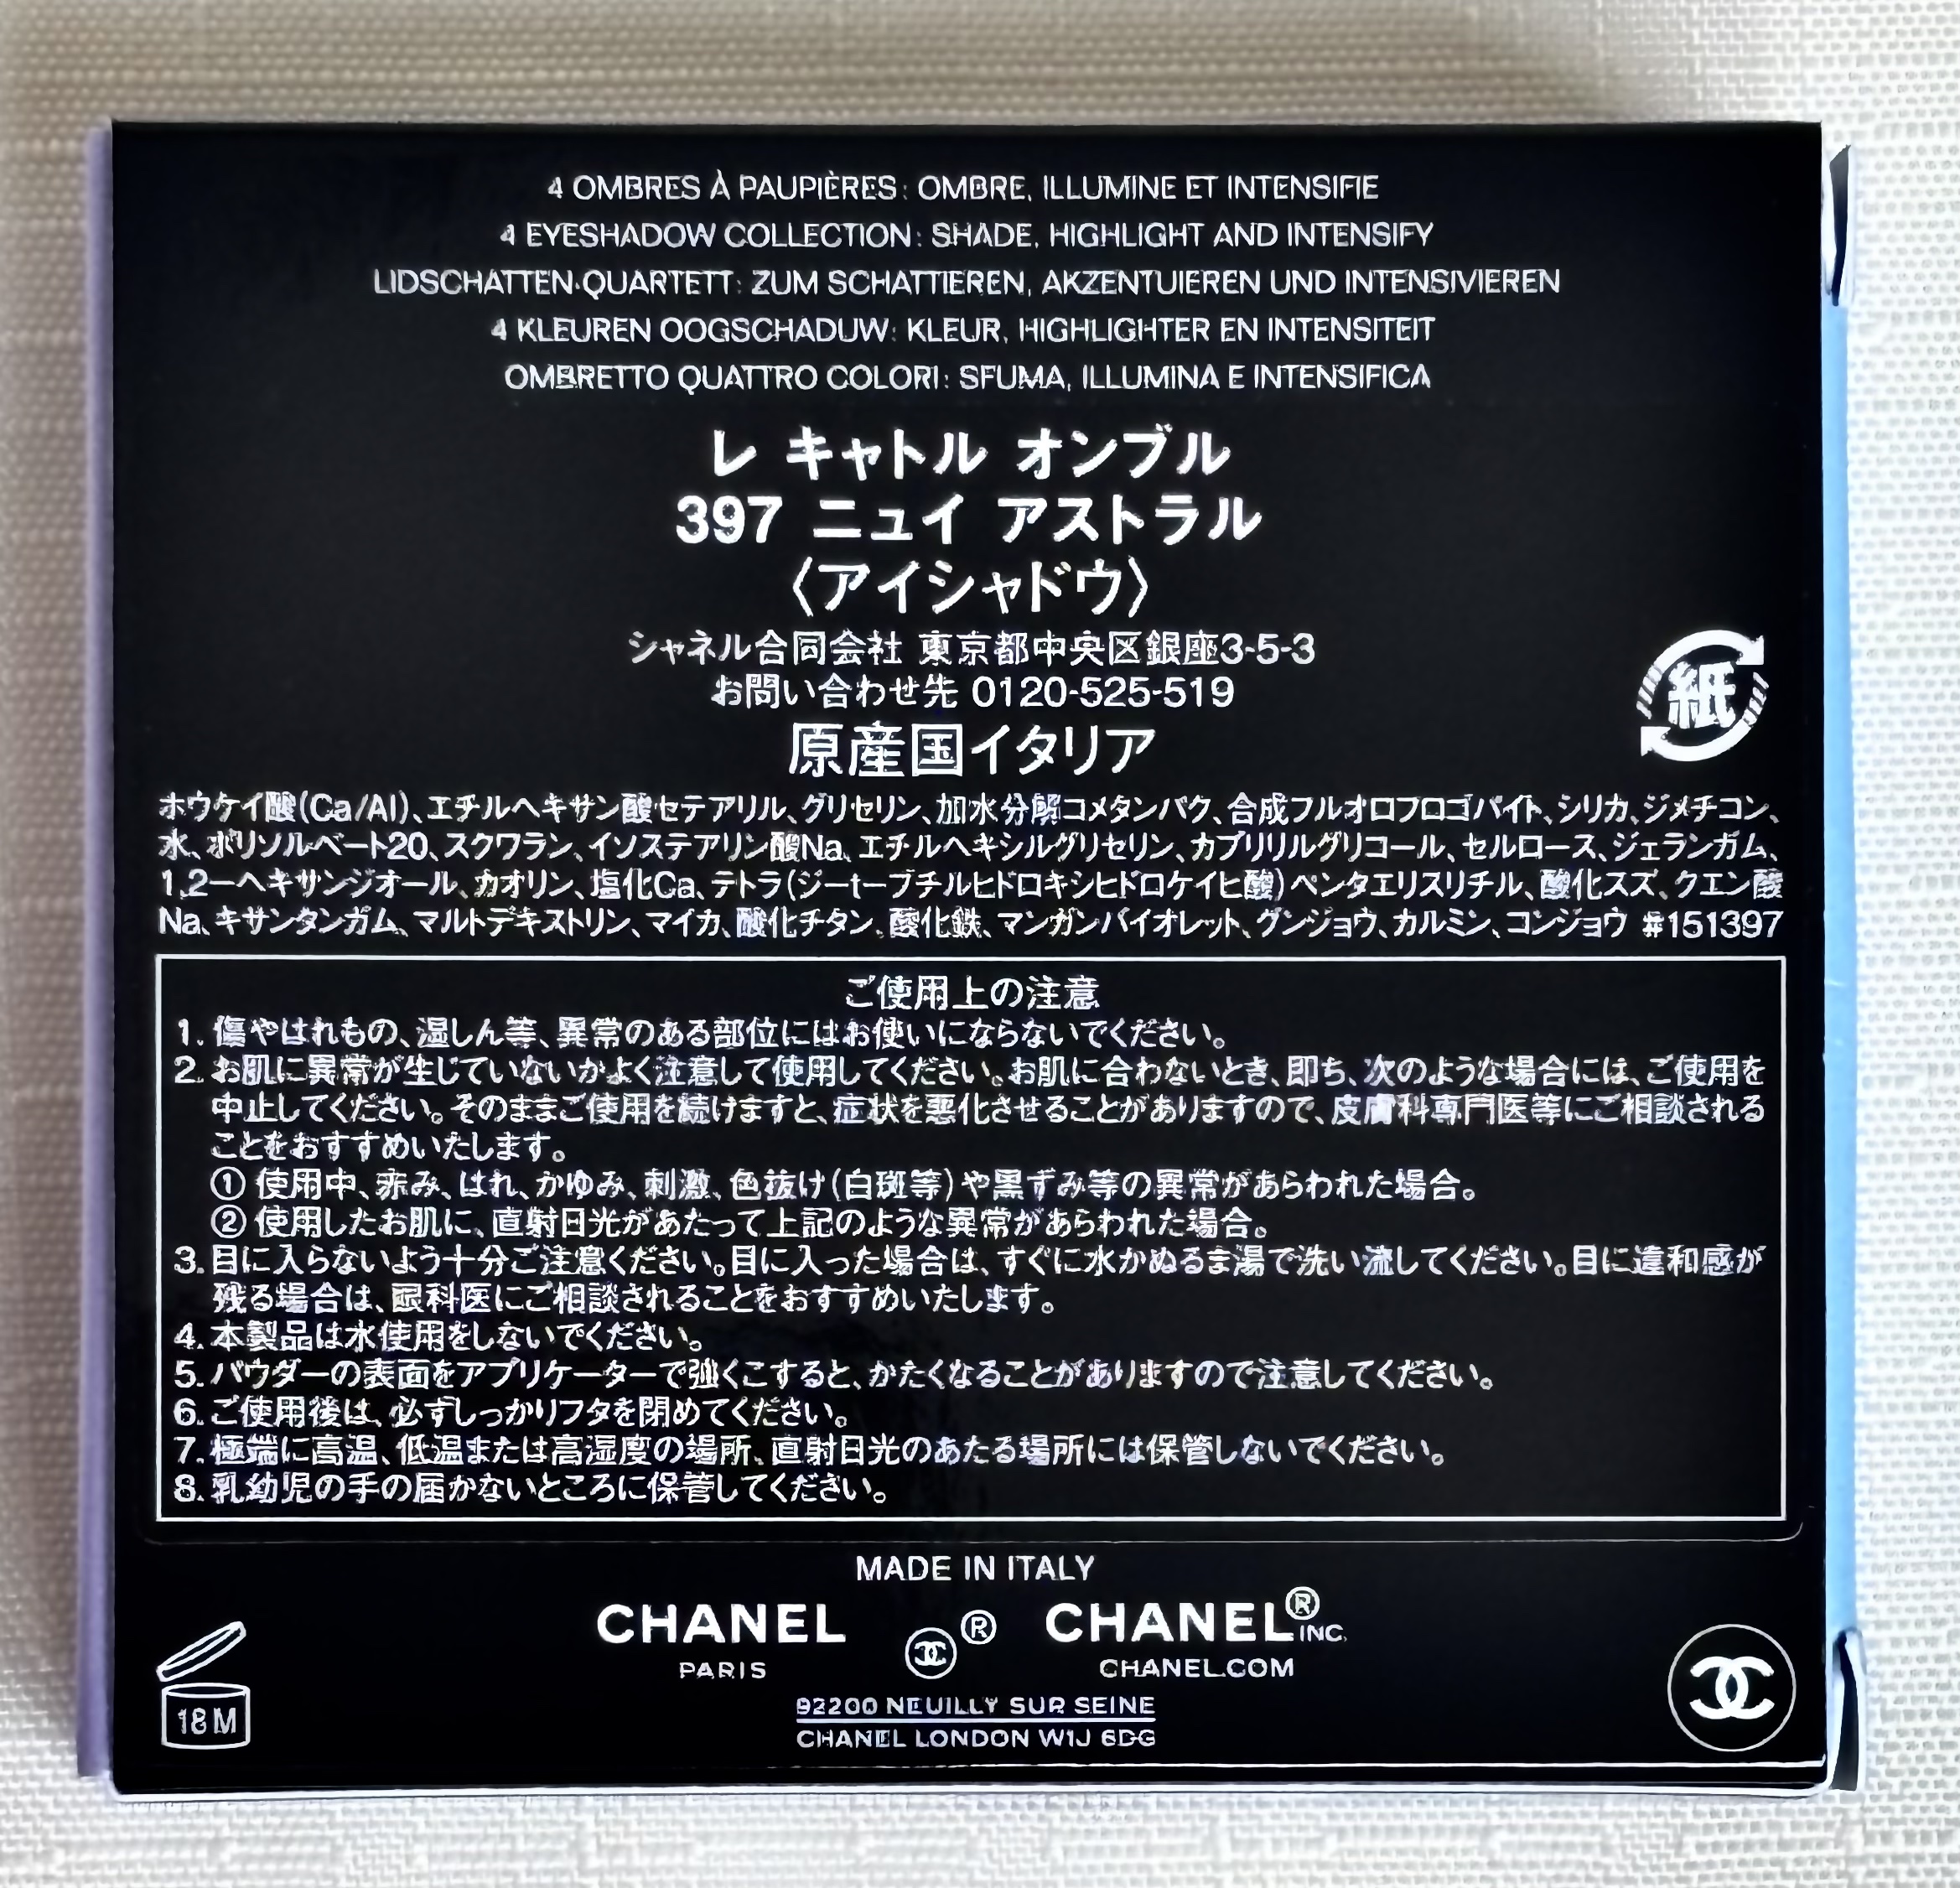 4 OMBRES À PAUPIÈRES : OMBRE, ILLUMINE ET INTENSIFIE
4 EYESHADOW COLLECTION : SHADE, HIGHLIGHT AND INTENSIFY
LIDSCHATTEN-QUARTETT : ZUM SCHATTIEREN, AKZENTUIEREN UND INTENSIVIEREN
4 KLEUREN OOGSCHADUW : KLEUR, HIGHLIGHTER EN INTENSITEIT
OMBRETTO QUATTRO COLORI : SFUMA, ILLUMINA E INTENSIFICA
レ キャトル オンブル
397 ニュイ アストラル
〈アイシャドウ〉
シャネル合同会社 東京都中央区銀座3-5-3
お問い合わせ先 0120-525-519
原産国イタリア
紙
ホウケイ酸(Ca/Al)、エチルヘキサン酸セテアリル、グリセリン、加水分解コメタンパク、合成フルオロフロゴパイト、シリカ、ジメチコン、
水、ポリソルベート20、スクワラン、イソステアリン酸Na、エチルヘキシルグリセリン、カプリリルグリコール、セルロース、ジェランガム、
1,2-ヘキサンジオール、カオリン、塩化Ca、テトラ(ジ-t-ブチルヒドロキシヒドロケイヒ酸)ペンタエリスリチル、酸化スズ、クエン酸
Na、キサンタンガム、マルトデキストリン、マイカ、酸化チタン、酸化鉄、マンガンバイオレット、グンジョウ、カルミン、コンジョウ #151397
ご使用上の注意
1. 傷やはれもの、湿しん等、異常のある部位にはお使いにならないでください。
2. お肌に異常が生じていないかよく注意して使用してください。お肌に合わないとき、即ち、次のような場合には、ご使用を
中止してください。そのままご使用を続けますと、症状を悪化させることがありますので、皮膚科専門医等にご相談される
ことをおすすめいたします。
① 使用中、赤み、はれ、かゆみ、刺激、色抜け(白斑等)や黒ずみ等の異常があらわれた場合。
② 使用したお肌に、直射日光があたって上記のような異常があらわれた場合。
3. 目に入らないよう十分ご注意ください。目に入った場合は、すぐに水かぬるま湯で洗い流してください。目に違和感が
残る場合は、眼科医にご相談されることをおすすめいたします。
4. 本製品は水使用をしないでください。
5. パウダーの表面をアプリケーターで強くこすると、かたくなることがありますので注意してください。
6. ご使用後は、必ずしっかりフタを閉めてください。
7. 極端に高温、低温または高湿度の場所、直射日光のあたる場所には保管しないでください。
8. 乳幼児の手の届かないところに保管してください。
MADE IN ITALY
CHANEL ® CHANEL® INC.
PARIS CHANEL.COM
92200 NEUILLY SUR SEINE
CHANEL LONDON W1J 6DG
18M